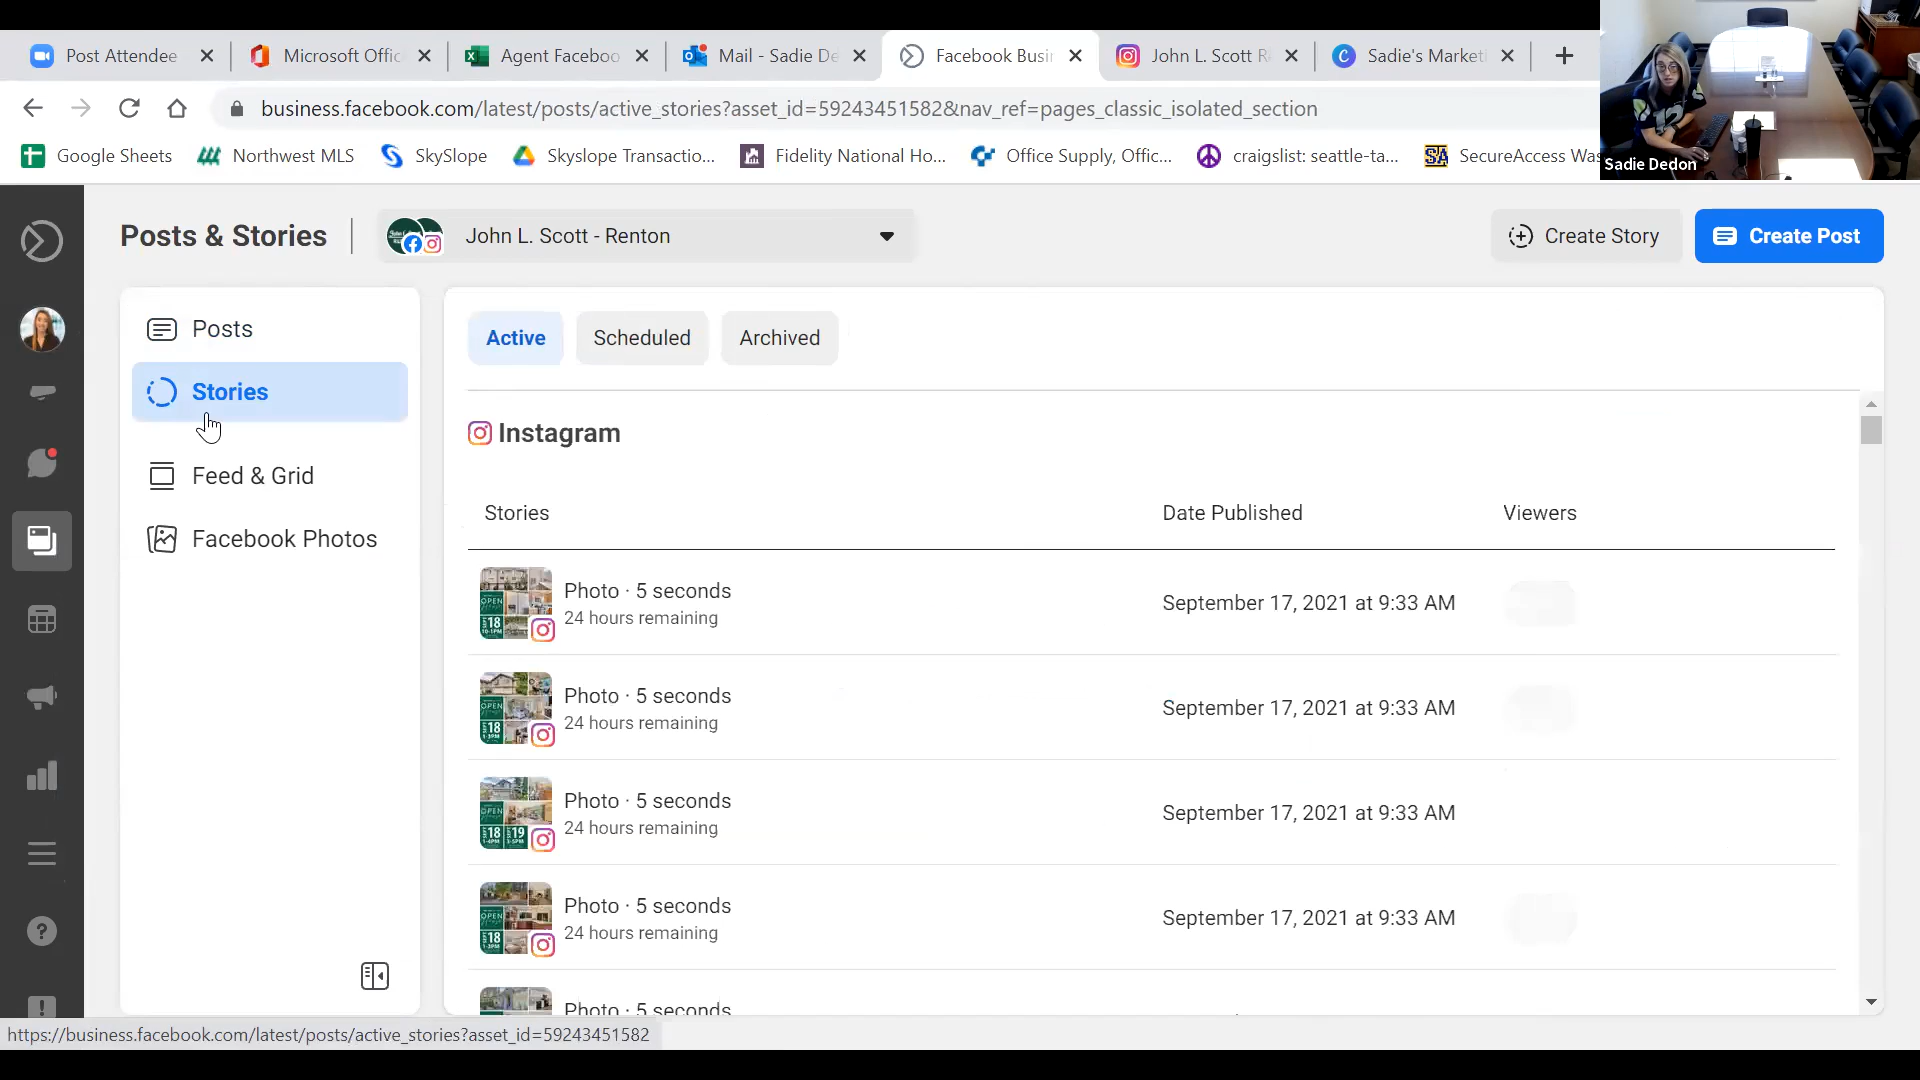 Post Attendee
Microsoft Offic
Agent Faceboo
Mail - Sadie De
Facebook Busi
John L. Scott R
Sadie's Market
business.facebook.com/latest/posts/active_stories?asset_id=59243451582&nav_ref=pages_classic_isolated_section
Google Sheets
Northwest MLS
SkySlope
Skyslope Transactio...
Fidelity National Ho...
Office Supply, Offic...
craigslist: seattle-ta...
SecureAccess Was
Sadie Dedon
Posts & Stories
John L. Scott - Renton
Create Story
Create Post
Posts
Stories
Feed & Grid
Facebook Photos
Active
Scheduled
Archived
Instagram
Stories
Date Published
Viewers
Photo · 5 seconds
24 hours remaining
September 17, 2021 at 9:33 AM
Photo · 5 seconds
24 hours remaining
September 17, 2021 at 9:33 AM
Photo · 5 seconds
24 hours remaining
September 17, 2021 at 9:33 AM
Photo · 5 seconds
24 hours remaining
September 17, 2021 at 9:33 AM
Photo · 5 seconds
https://business.facebook.com/latest/posts/active_stories?asset_id=59243451582